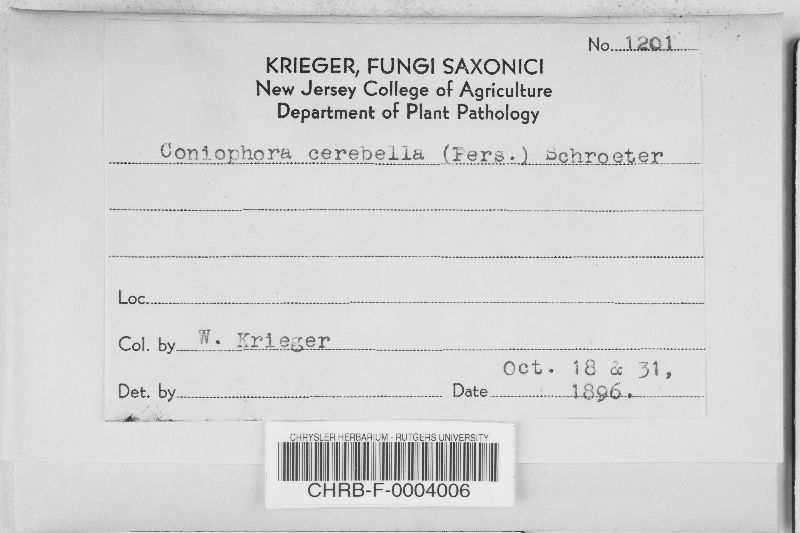 No. 1201
KRIEGER, FUNGI SAXONICI
New Jersey College of Agriculture
Department of Plant Pathology
Coniophora cerebella (Pers.) Schroeter
Loc.
Col. by W. Krieger
Oct. 18 & 31,
Det. by Date 1896.
CHRYSLER HERBARIUM - RUTGERS UNIVERSITY
CHRB-F-0004006